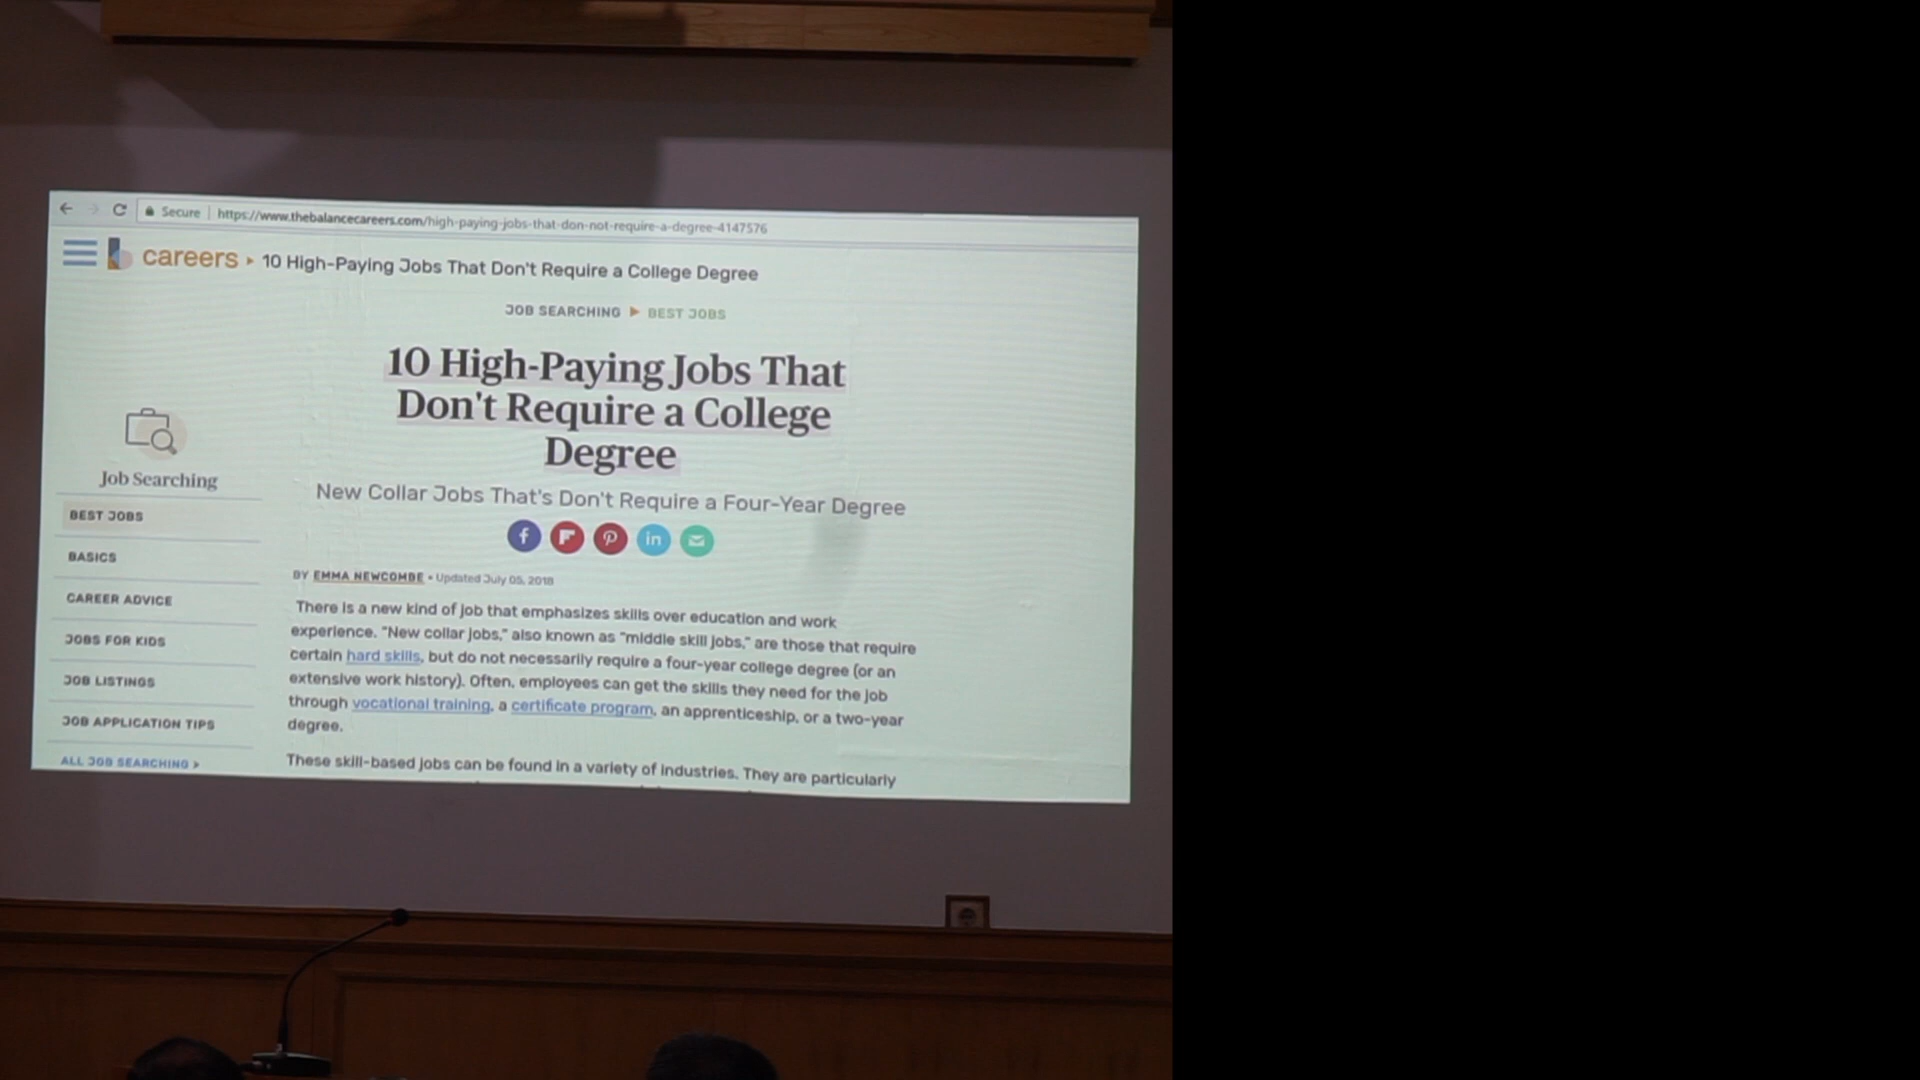 Secure | https://www.thebalancecareers.com/high-paying-jobs-that-don-not-require-a-degree-4147576
careers ▸ 10 High-Paying Jobs That Don't Require a College Degree
JOB SEARCHING ▶ BEST JOBS
10 High-Paying Jobs That
Don't Require a College
Degree
New Collar Jobs That's Don't Require a Four-Year Degree
f P in
BY EMMA NEWCOMBE • Updated July 05, 2018
There is a new kind of job that emphasizes skills over education and work
experience. "New collar jobs," also known as "middle skill jobs," are those that require
certain hard skills, but do not necessarily require a four-year college degree (or an
extensive work history). Often, employees can get the skills they need for the job
through vocational training, a certificate program, an apprenticeship, or a two-year
degree.
These skill-based jobs can be found in a variety of industries. They are particularly
Job Searching
BEST JOBS
BASICS
CAREER ADVICE
JOBS FOR KIDS
JOB LISTINGS
JOB APPLICATION TIPS
ALL JOB SEARCHING >